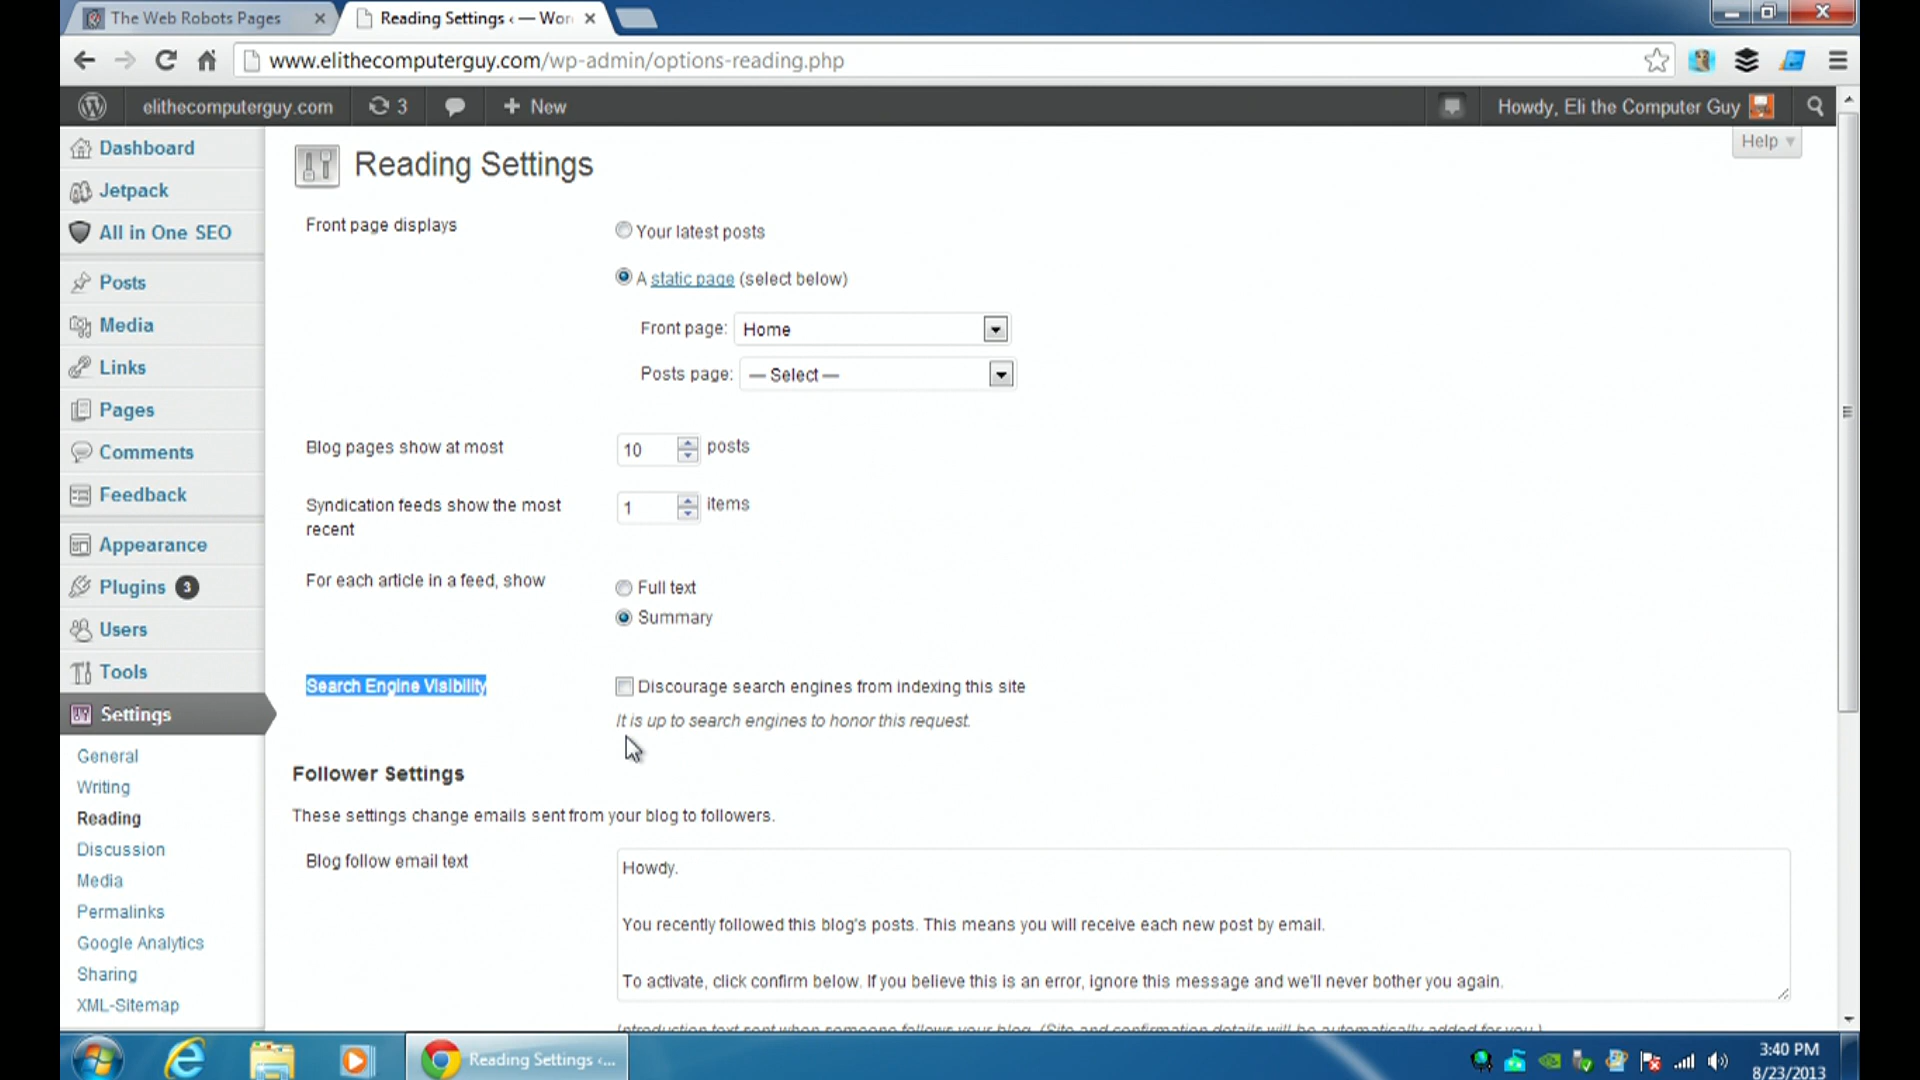 The Web Robots Pages
Reading Settings ‹ — Wor
www.elithecomputerguy.com/wp-admin/options-reading.php
elithecomputerguy.com
3
New
Howdy, Eli the Computer Guy
Help
Dashboard
Jetpack
All in One SEO
Posts
Media
Links
Pages
Comments
Feedback
Appearance
Plugins 3
Users
Tools
Settings
General
Writing
Reading
Discussion
Media
Permalinks
Google Analytics
Sharing
XML-Sitemap
Reading Settings
Front page displays
Your latest posts
A static page (select below)
Front page: Home
Posts page: — Select —
Blog pages show at most
10 posts
Syndication feeds show the most
recent
1 items
For each article in a feed, show
Full text
Summary
Search Engine Visibility
Discourage search engines from indexing this site
It is up to search engines to honor this request.
Follower Settings
These settings change emails sent from your blog to followers.
Blog follow email text
Howdy.
You recently followed this blog's posts. This means you will receive each new post by email.
To activate, click confirm below. If you believe this is an error, ignore this message and we'll never bother you again.
Introduction text sent when someone follows your blog. (Site and confirmation details will be automatically added for you.)
Reading Settings ‹...
3:40 PM
8/23/2013